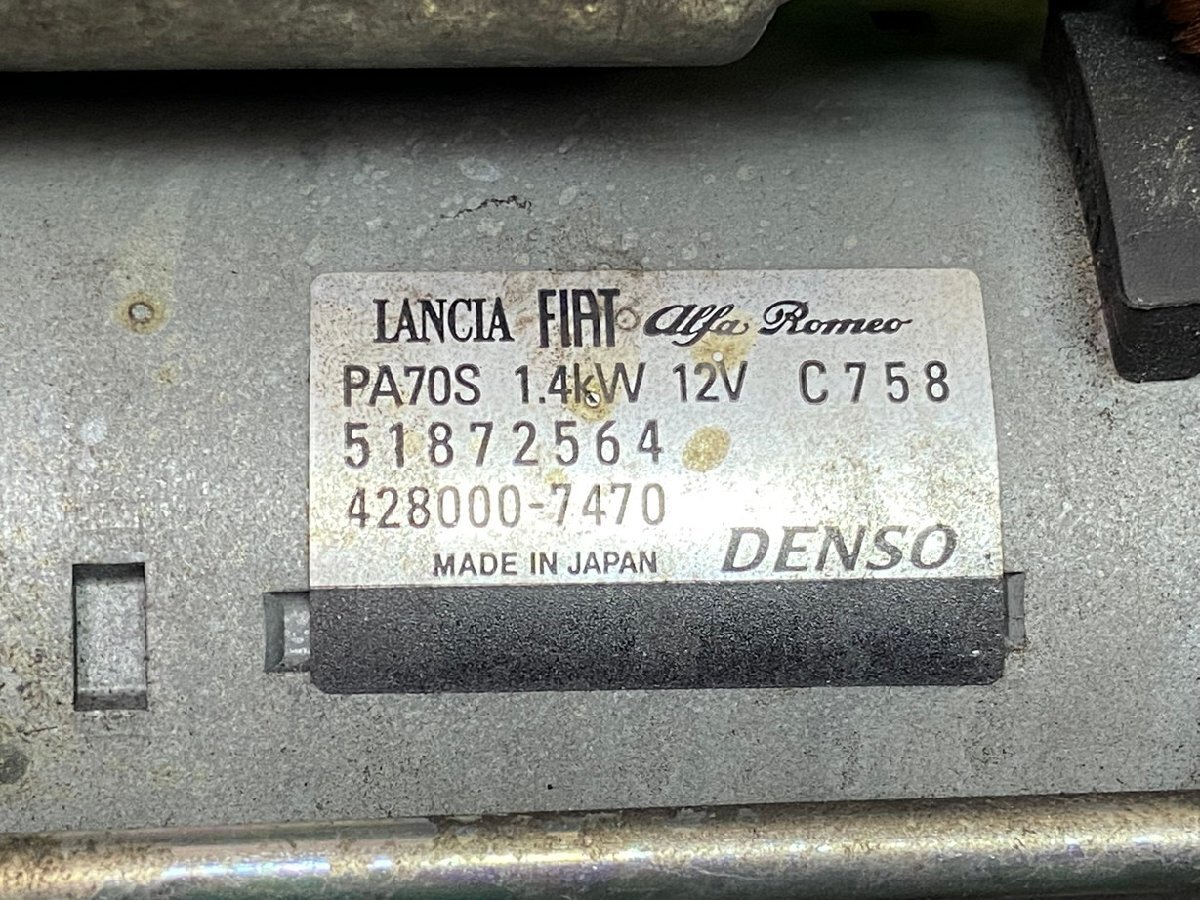 LANCIA FIAT Alfa Romeo
PA70S 1.4kW 12V C758
51872564
428000-7470
MADE IN JAPAN DENSO